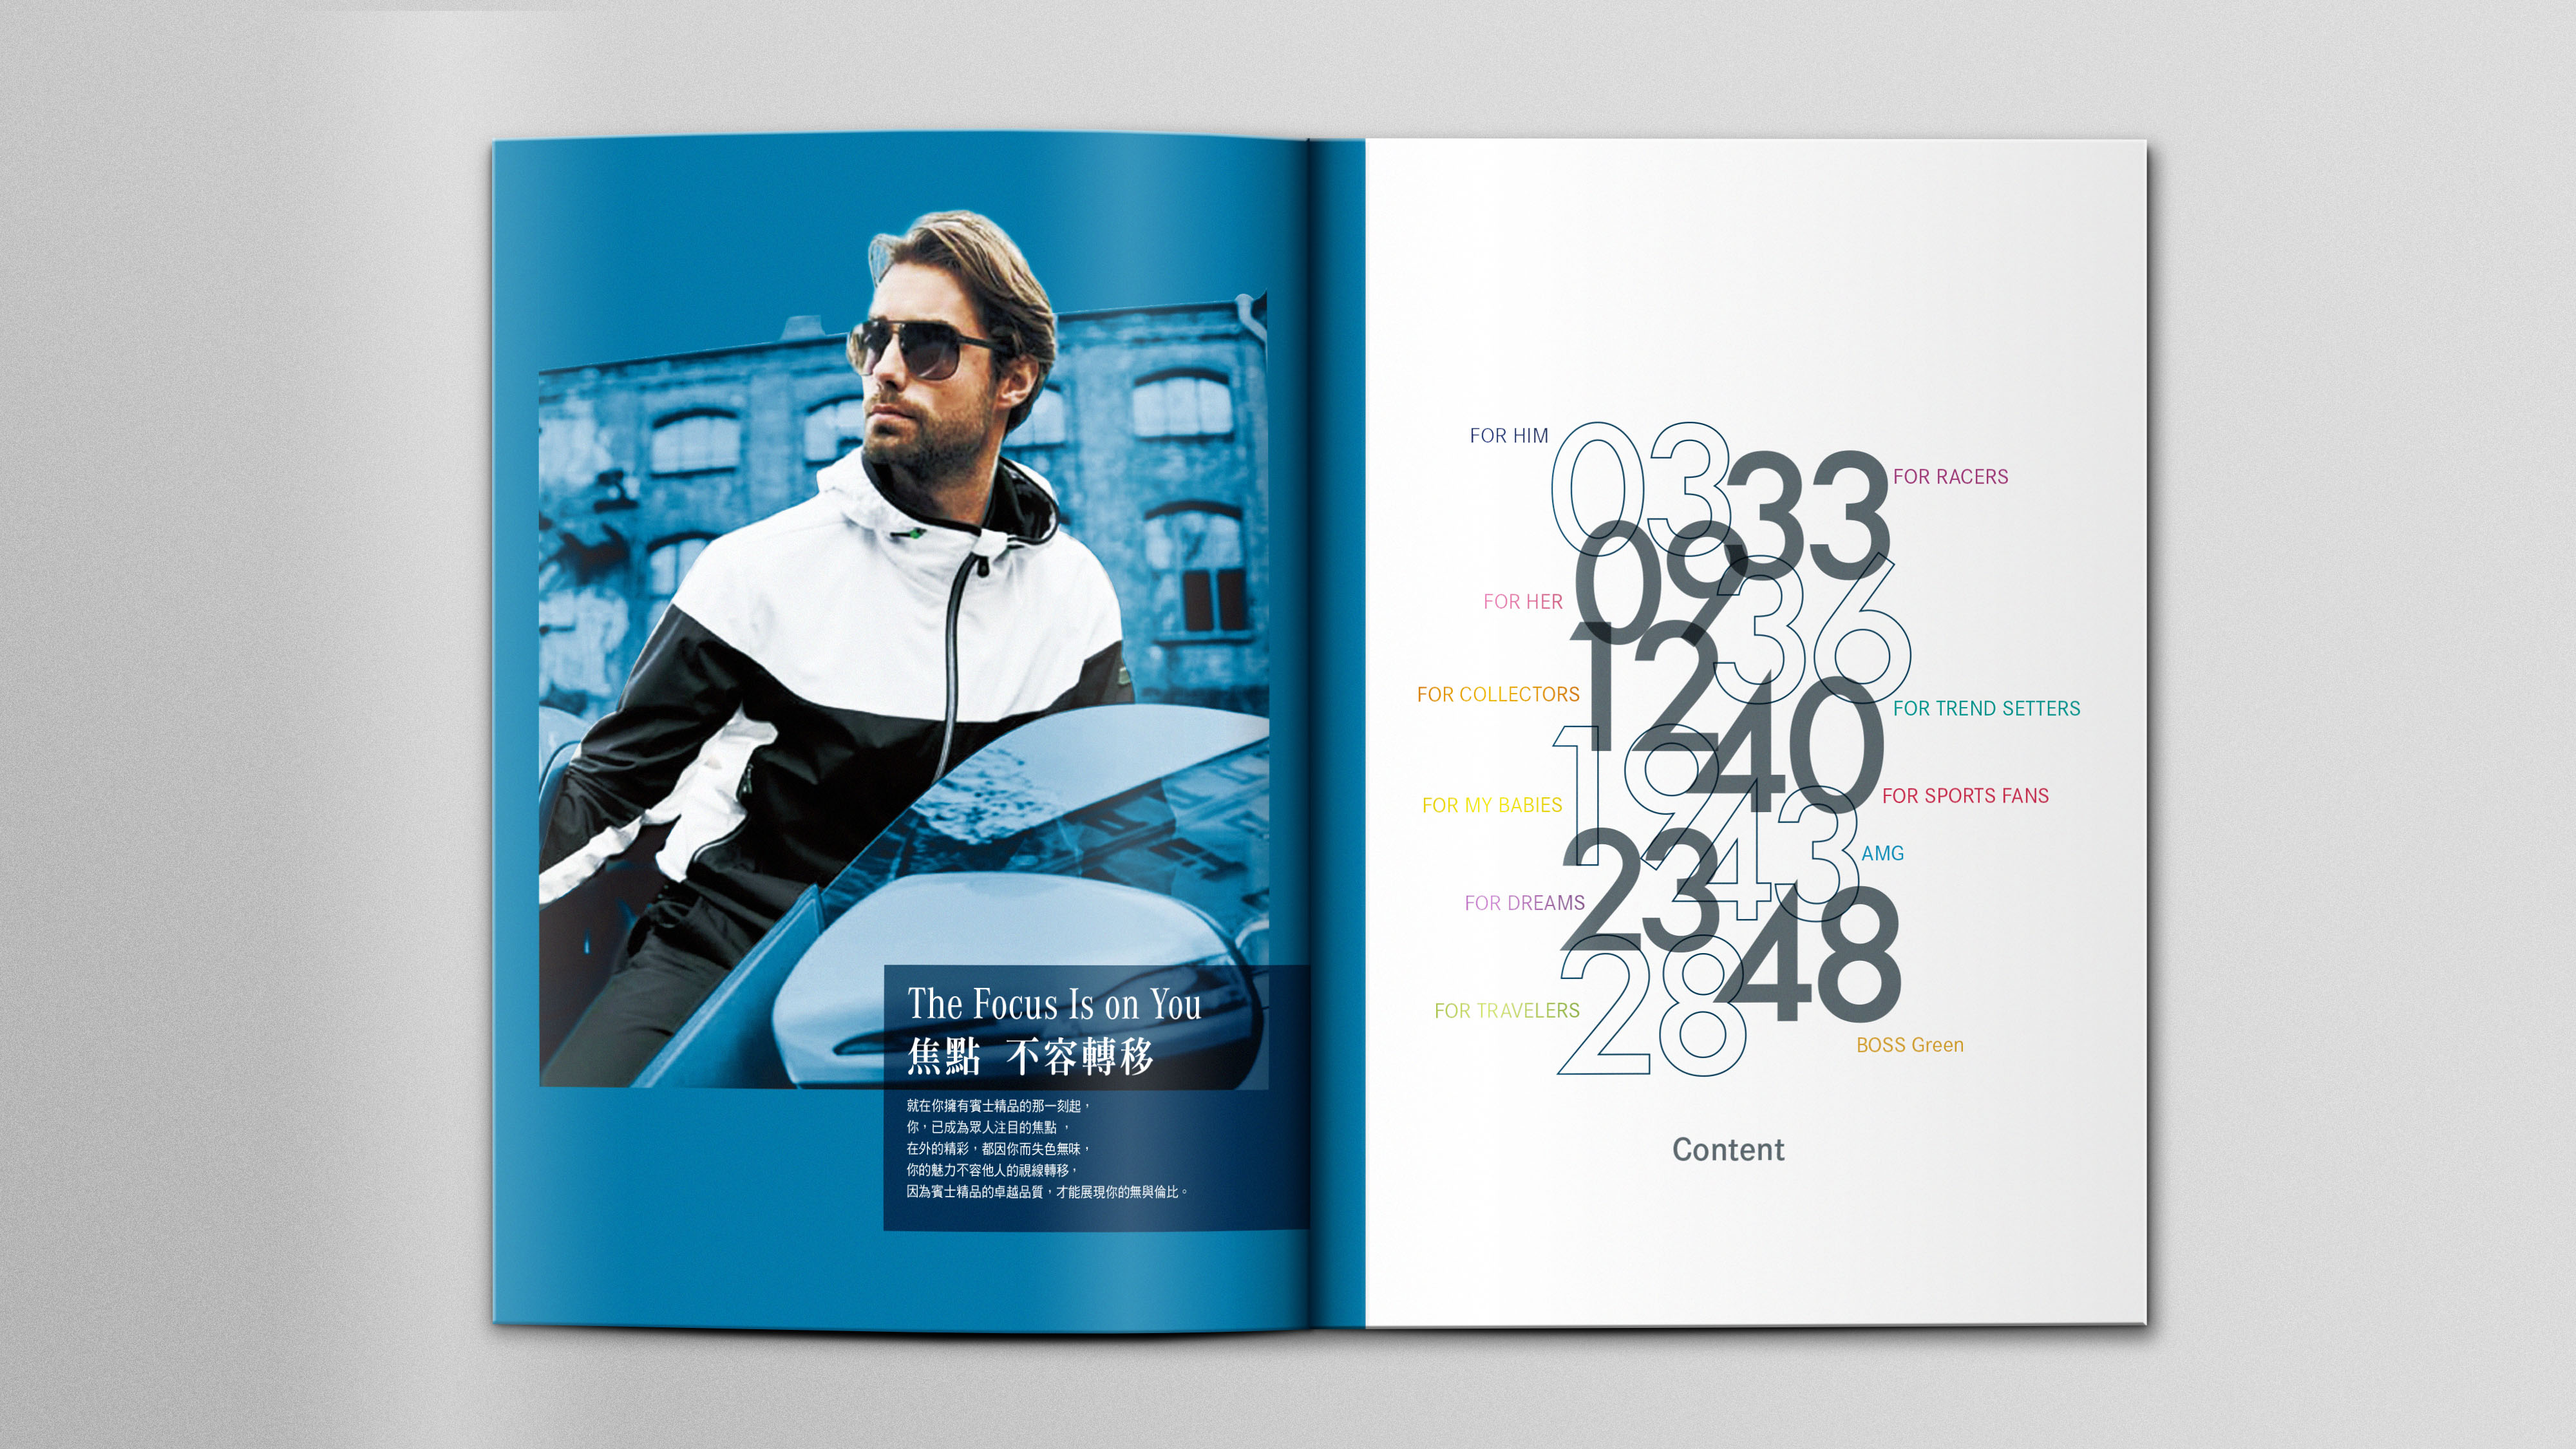 The Focus Is on You
焦點 不容轉移
就在你擁有賓士精品的那一刻起，
你，已成為眾人注目的焦點，
在外的精彩，都因你而失色無味，
你的魅力不容他人的視線轉移，
因為賓士精品的卓越品質，才能展現你的無與倫比。
FOR HIM 03
33 FOR RACERS
FOR HER 09
36
FOR COLLECTORS 12
40 FOR TREND SETTERS
FOR MY BABIES 19
FOR SPORTS FANS
43 AMG
FOR DREAMS 23
48
FOR TRAVELERS 28
BOSS Green
Content